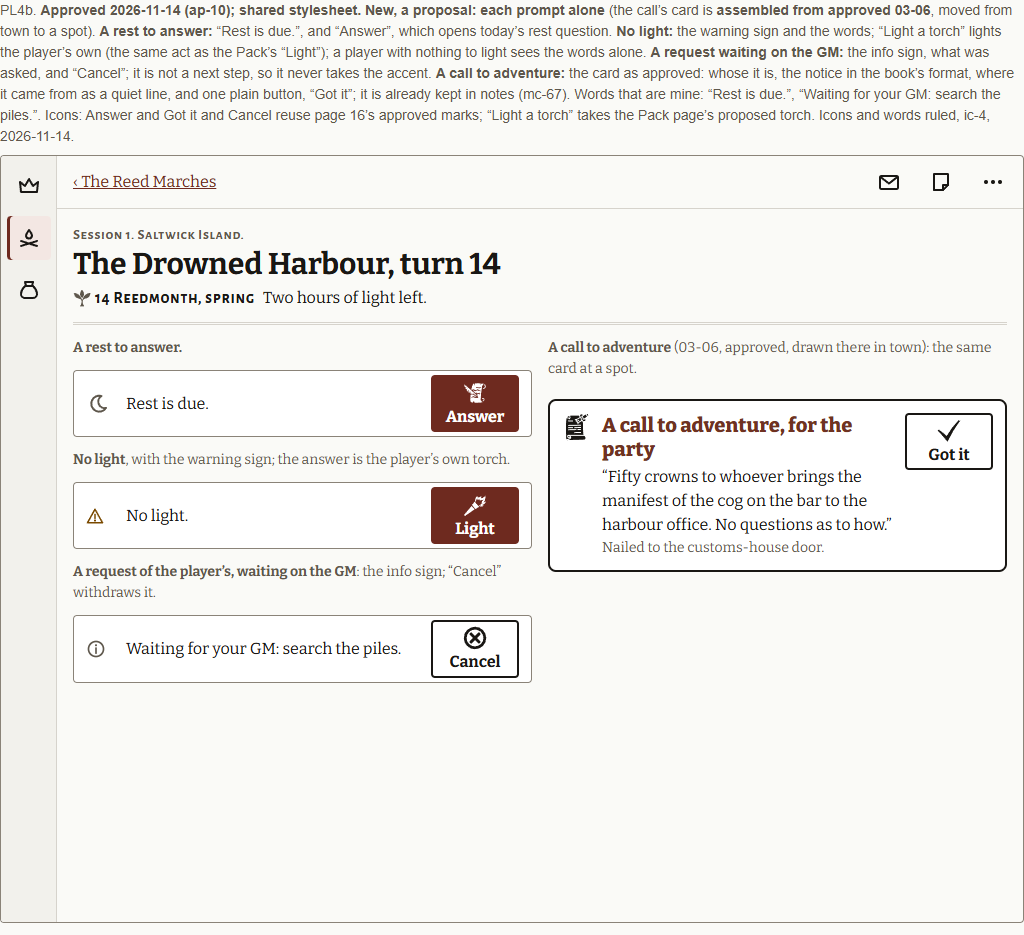 PL4b. Approved 2026-11-14 (ap-10); shared stylesheet. New, a proposal: each prompt alone (the call's card is assembled from approved 03-06, moved from
town to a spot). A rest to answer: “Rest is due.”, and “Answer”, which opens today's rest question. No light: the warning sign and the words; “Light a torch” lights
the player's own (the same act as the Pack's “Light”); a player with nothing to light sees the words alone. A request waiting on the GM: the info sign, what was
asked, and “Cancel”; it is not a next step, so it never takes the accent. A call to adventure: the card as approved: whose it is, the notice in the book's format, where
it came from as a quiet line, and one plain button, “Got it”; it is already kept in notes (mc-67). Words that are mine: “Rest is due.”, “Waiting for your GM: search the
piles.”. Icons: Answer and Got it and Cancel reuse page 16's approved marks; “Light a torch” takes the Pack page's proposed torch. Icons and words ruled, ic-4,
2026-11-14.
‹ The Reed Marches
Session 1. Saltwick Island.
The Drowned Harbour, turn 14
14 Reedmonth, spring Two hours of light left.
A rest to answer.
Rest is due.
Answer
No light, with the warning sign; the answer is the player's own torch.
No light.
Light
A request of the player's, waiting on the GM: the info sign; “Cancel”
withdraws it.
Waiting for your GM: search the piles.
Cancel
A call to adventure (03-06, approved, drawn there in town): the same
card at a spot.
A call to adventure, for the
party
“Fifty crowns to whoever brings the
manifest of the cog on the bar to the
harbour office. No questions as to how.”
Nailed to the customs-house door.
Got it